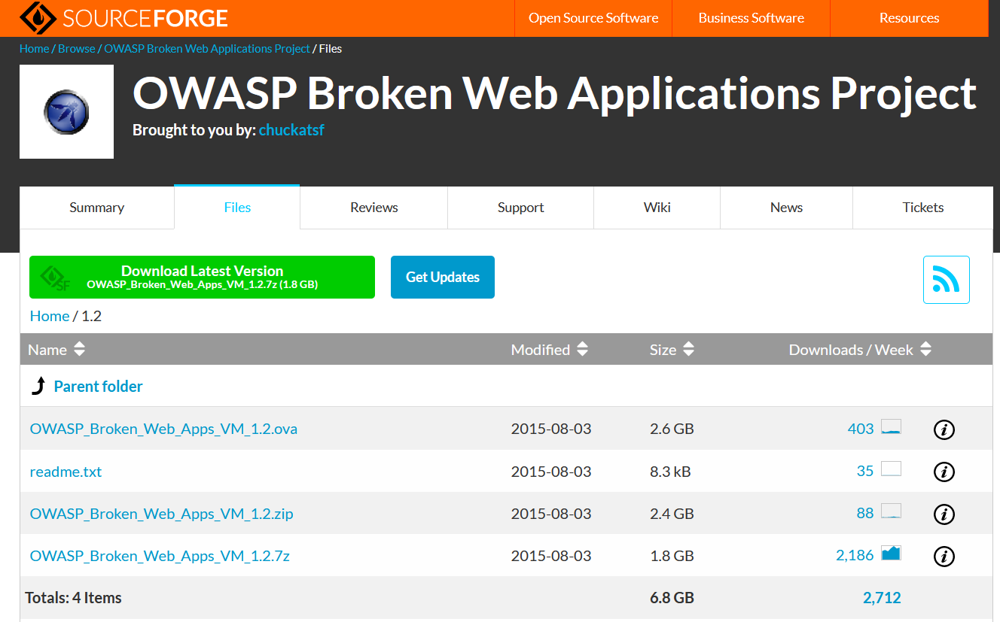 SOURCEFORGE
Open Source Software
Business Software
Resources
Home / Browse / OWASP Broken Web Applications Project / Files
OWASP Broken Web Applications Project
Brought to you by: chuckatsf
Summary
Files
Reviews
Support
Wiki
News
Tickets
SF
Download Latest Version
OWASP_Broken_Web_Apps_VM_1.2.7z (1.8 GB)
Get Updates
Home / 1.2
Name Modified Size Downloads / Week
Parent folder
OWASP_Broken_Web_Apps_VM_1.2.ova 2015-08-03 2.6 GB 403 i
readme.txt 2015-08-03 8.3 kB 35 i
OWASP_Broken_Web_Apps_VM_1.2.zip 2015-08-03 2.4 GB 88 i
OWASP_Broken_Web_Apps_VM_1.2.7z 2015-08-03 1.8 GB 2,186 i
Totals: 4 Items 6.8 GB 2,712